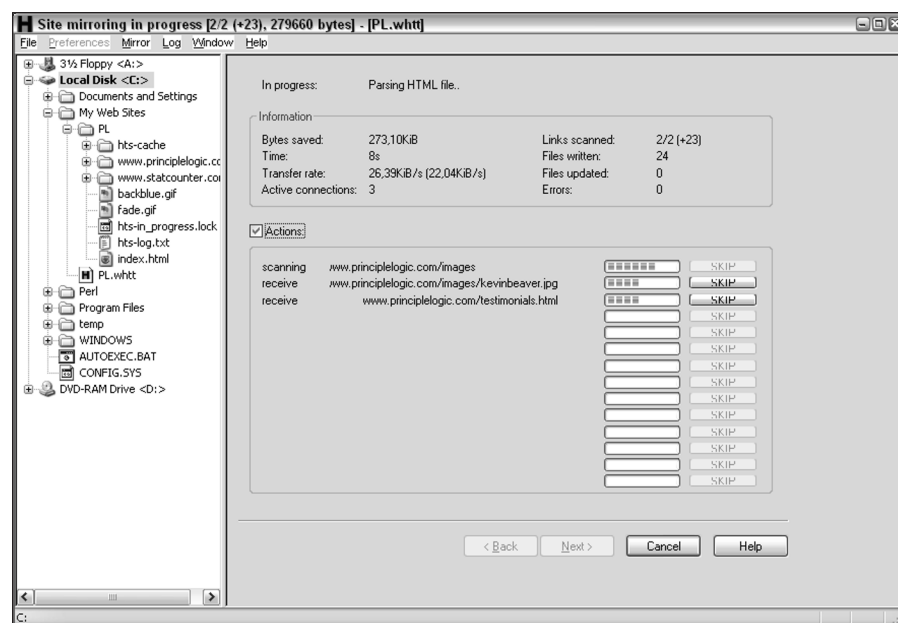 Site mirroring in progress [2/2 (+23), 279660 bytes] - [PL.whtt]
File Preferences Mirror Log Window Help
3½ Floppy <A:>
Local Disk <C:>
Documents and Settings
My Web Sites
PL
hts-cache
www.principlelogic.cc
www.statcounter.coi
backblue.gif
fade.gif
hts-in_progress.lock
hts-log.txt
index.html
PL.whtt
Perl
Program Files
temp
WINDOWS
AUTOEXEC.BAT
CONFIG.SYS
DVD-RAM Drive <D:>
C:
In progress: Parsing HTML file..
Information
Bytes saved: 273,10KiB Links scanned: 2/2 (+23)
Time: 8s Files written: 24
Transfer rate: 26,39KiB/s (22,04KiB/s) Files updated: 0
Active connections: 3 Errors: 0
Actions:
scanning www.principlelogic.com/images SKIP
receive www.principlelogic.com/images/kevinbeaver.jpg SKIP
receive www.principlelogic.com/testimonials.html SKIP
SKIP
SKIP
SKIP
SKIP
SKIP
SKIP
SKIP
SKIP
SKIP
SKIP
SKIP
< Back Next > Cancel Help